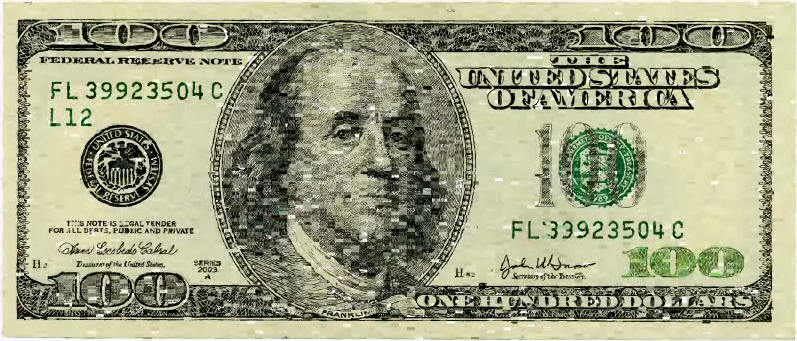 100
100
FEDERAL RESERVE NOTE
THE
UNITED STATES
OF AMERICA
FL 39923504 C
L12
100
THIS NOTE IS LEGAL TENDER
FOR ALL DEBTS, PUBLIC AND PRIVATE
FL 39923504 C
Treasurer of the United States.
SERIES
2003
A
Secretary of the Treasury.
100
100
FRANKLIN
ONE HUNDRED DOLLARS